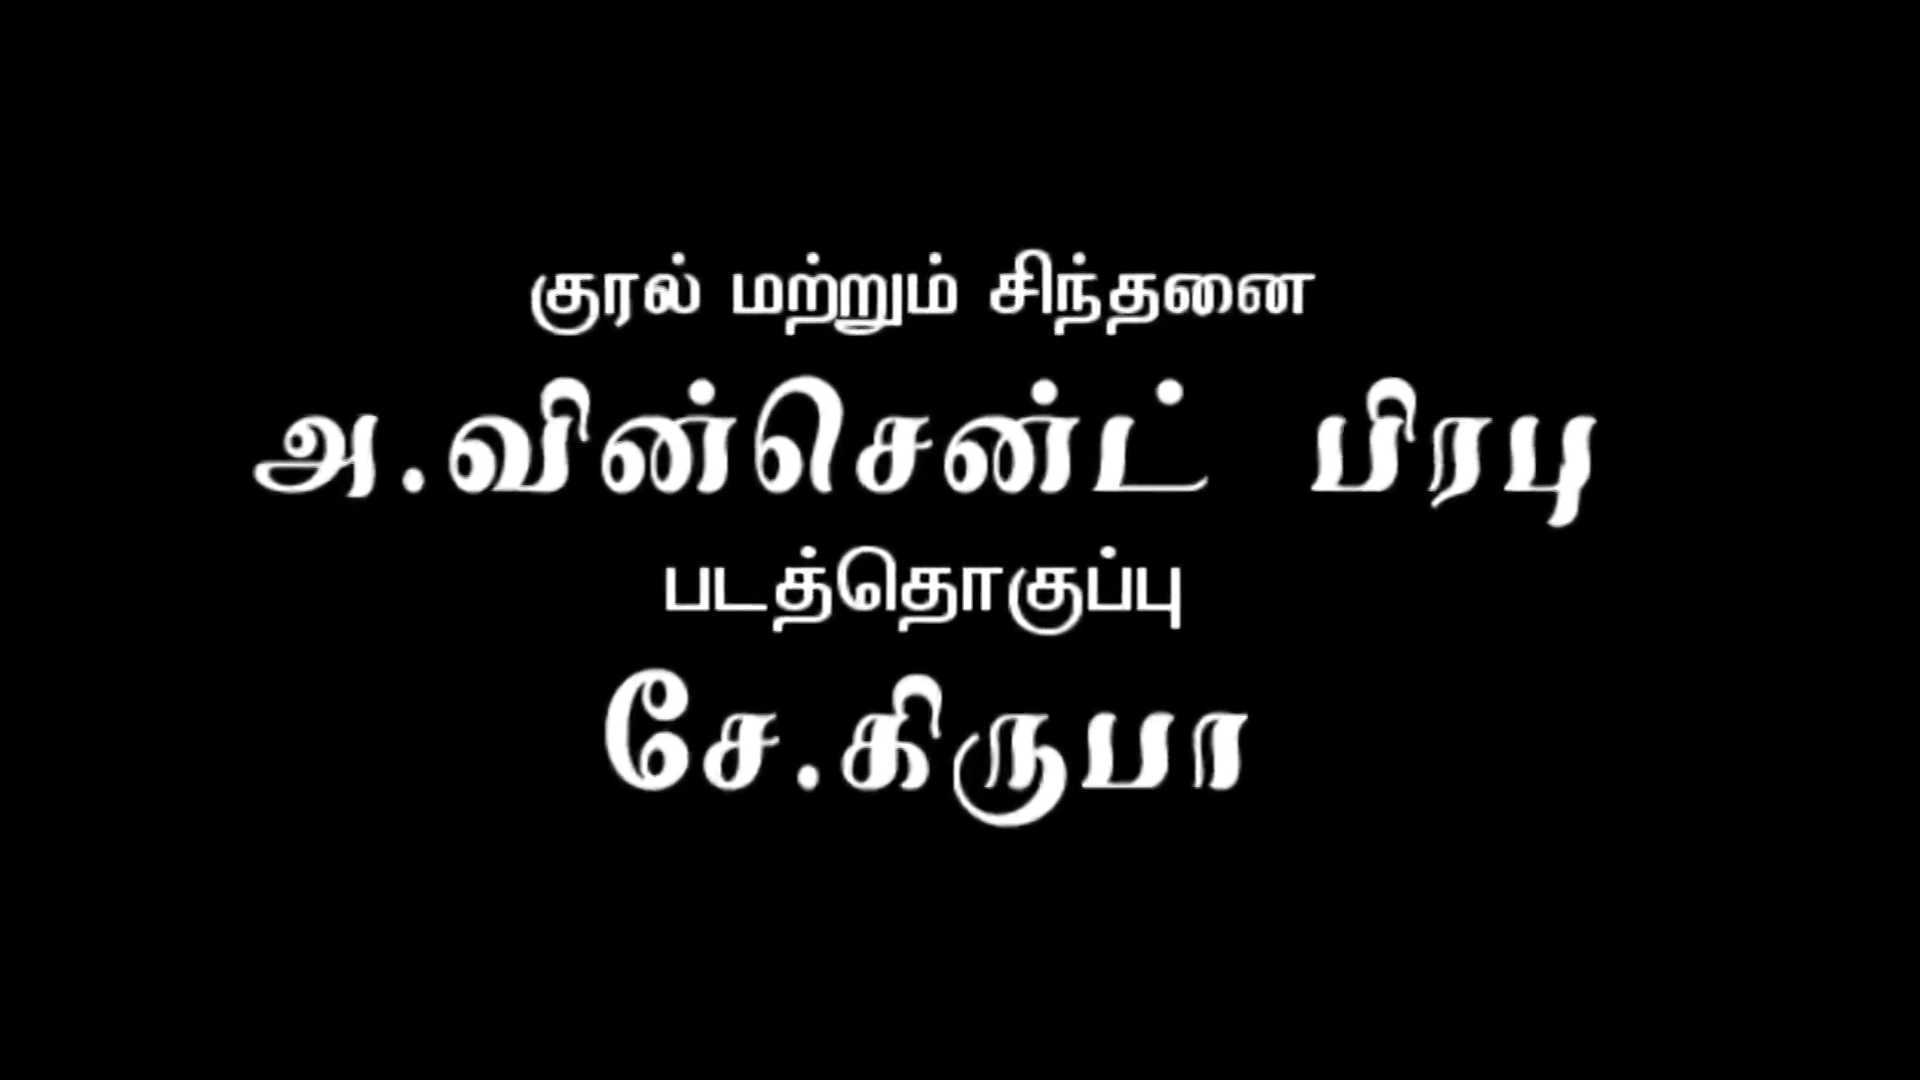 குரல் மற்றும் சிந்தனை
அ.வின்சென்ட் பிரபு
படத்தொகுப்பு
சே.கிருபா